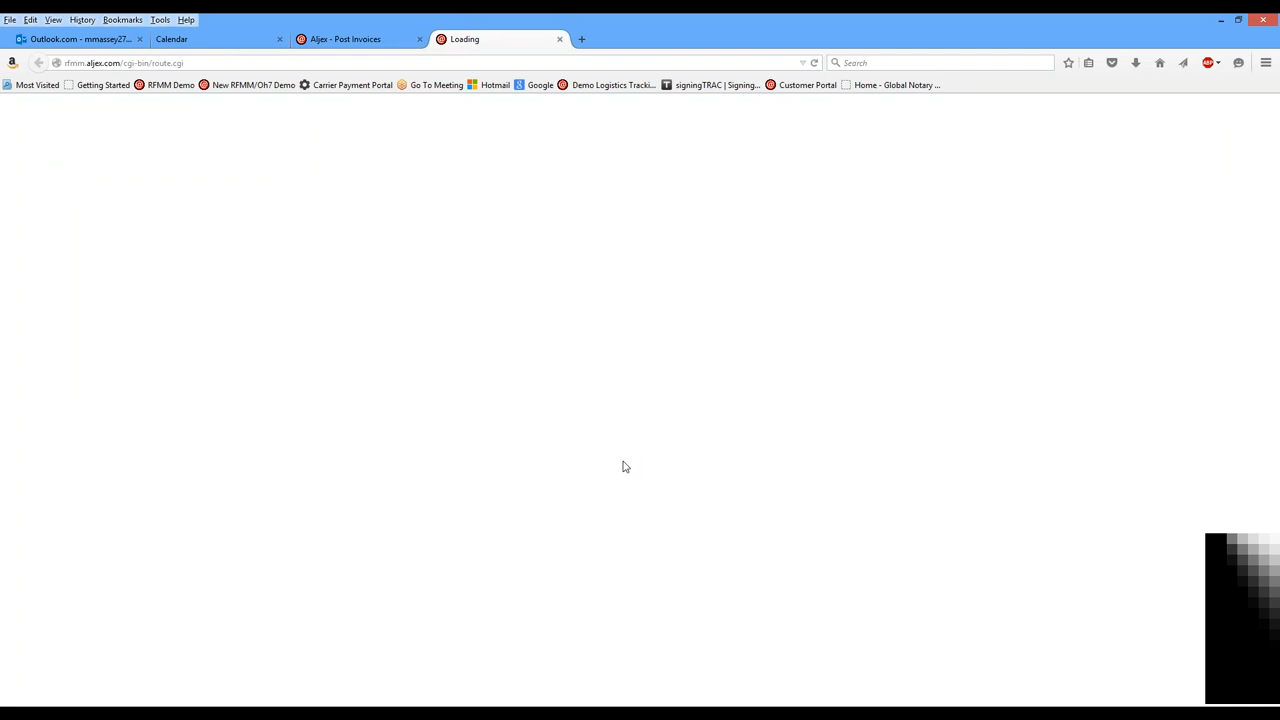 File Edit View History Bookmarks Tools Help
Outlook.com - mmassey27... Calendar Aljex - Post Invoices Loading
rfmm.aljex.com/cgi-bin/route.cgi Search
Most Visited Getting Started RFMM Demo New RFMM/Oh7 Demo Carrier Payment Portal Go To Meeting Hotmail Google Demo Logistics Tracki... signingTRAC | Signing... Customer Portal Home - Global Notary ...